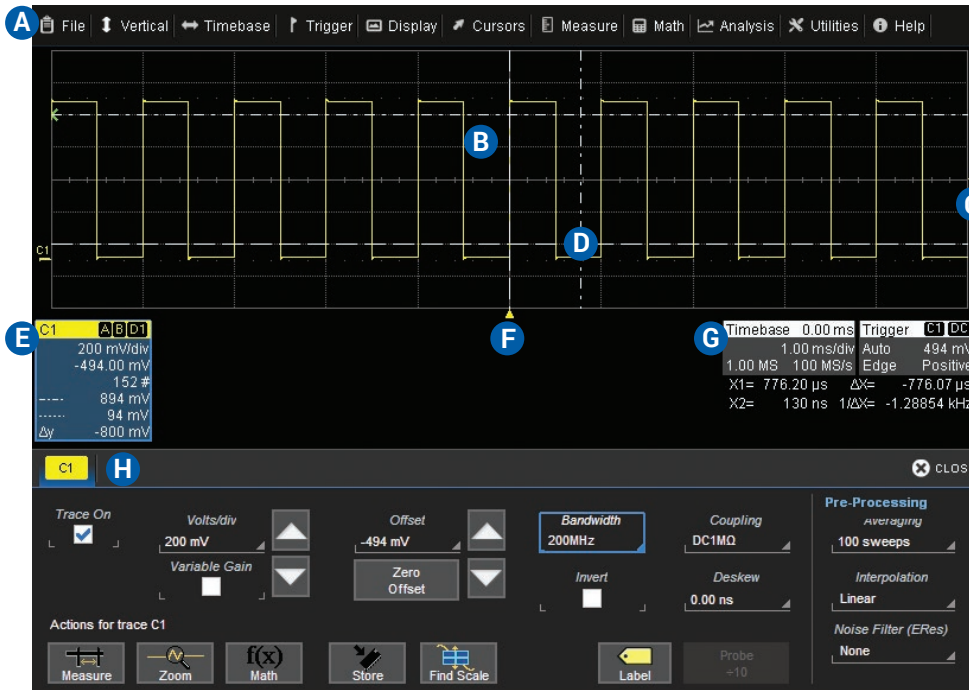 A File Vertical Timebase Trigger Display Cursors Measure Math Analysis Utilities Help
B
C1
D
E
C1 A B D1
200 mV/div
-494.00 mV
152 #
894 mV
94 mV
Δy -800 mV
F
G
Timebase 0.00 ms
1.00 ms/div
1.00 MS 100 MS/s
Trigger C1 DC
Auto 494 mV
Edge Positive
X1= 776.20 µs ΔX= -776.07 µs
X2= 130 ns 1/ΔX= -1.28854 kHz
C1
H
CLOS
Trace On
Volts/div
200 mV
Variable Gain
Offset
-494 mV
Zero
Offset
Bandwidth
200MHz
Invert
Coupling
DC1MΩ
Deskew
0.00 ns
Pre-Processing
Averaging
100 sweeps
Interpolation
Linear
Noise Filter (ERes)
None
Actions for trace C1
Measure
Zoom
f(x)
Math
Store
Find Scale
Label
Probe
÷10